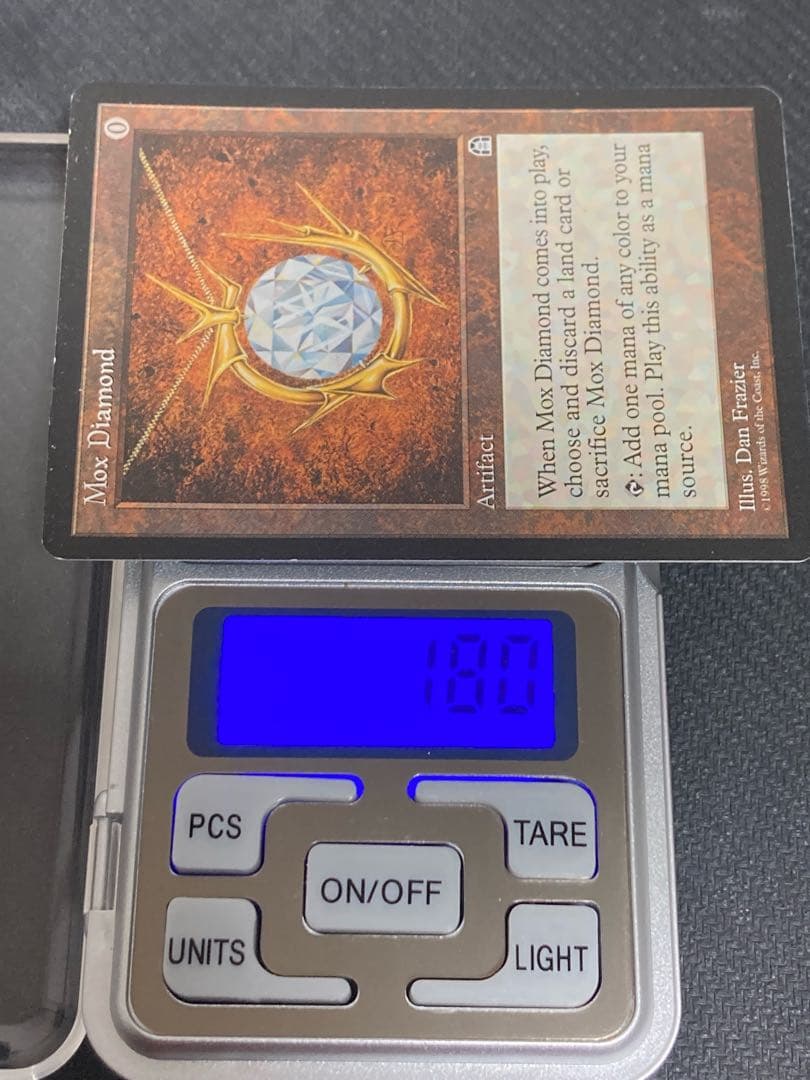 Mox Diamond
0
Artifact
When Mox Diamond comes into play,
choose and discard a land card or
sacrifice Mox Diamond.
: Add one mana of any color to your
mana pool. Play this ability as a mana
source.
Illus. Dan Frazier
©1998 Wizards of the Coast, Inc.
180
PCS
TARE
ON/OFF
UNITS
LIGHT